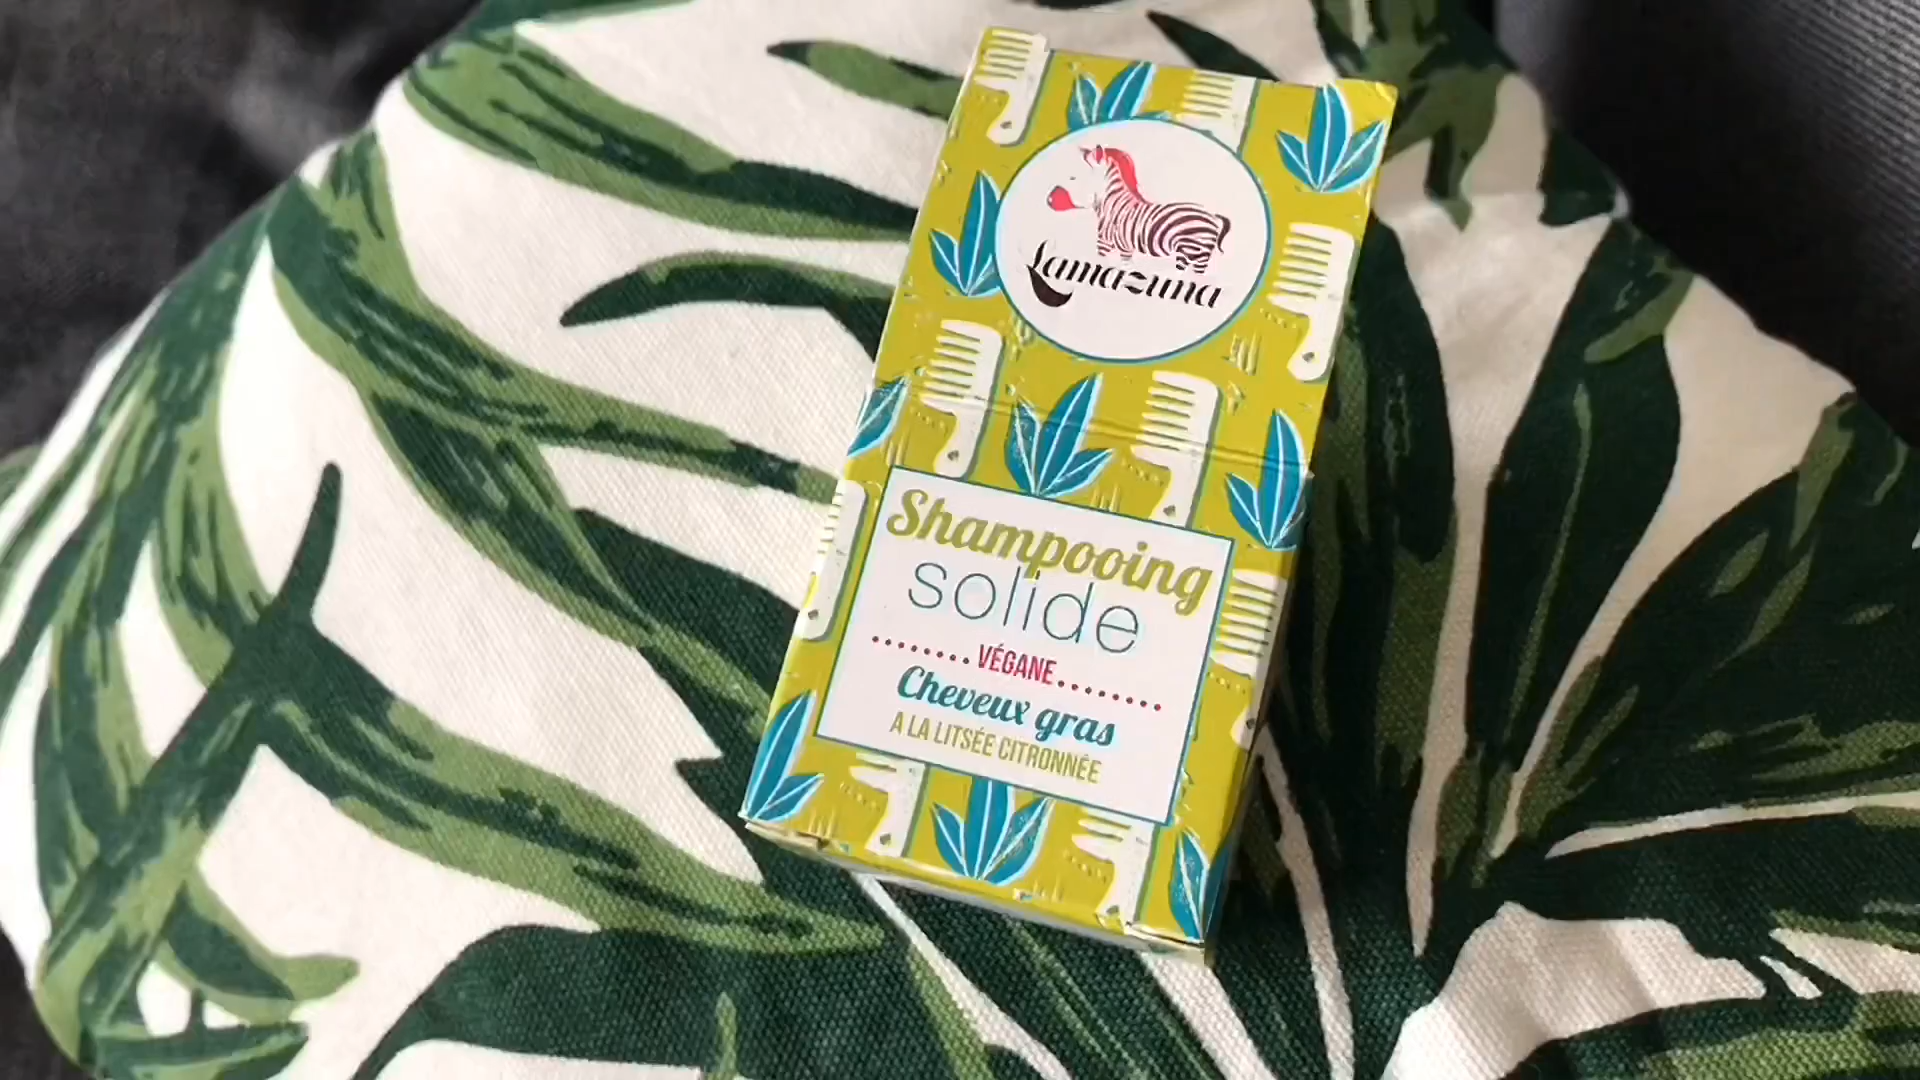 Lamazuna
Shampooing
solide
........VÉGANE........
Cheveux gras
A LA LITSÉE CITRONNÉE